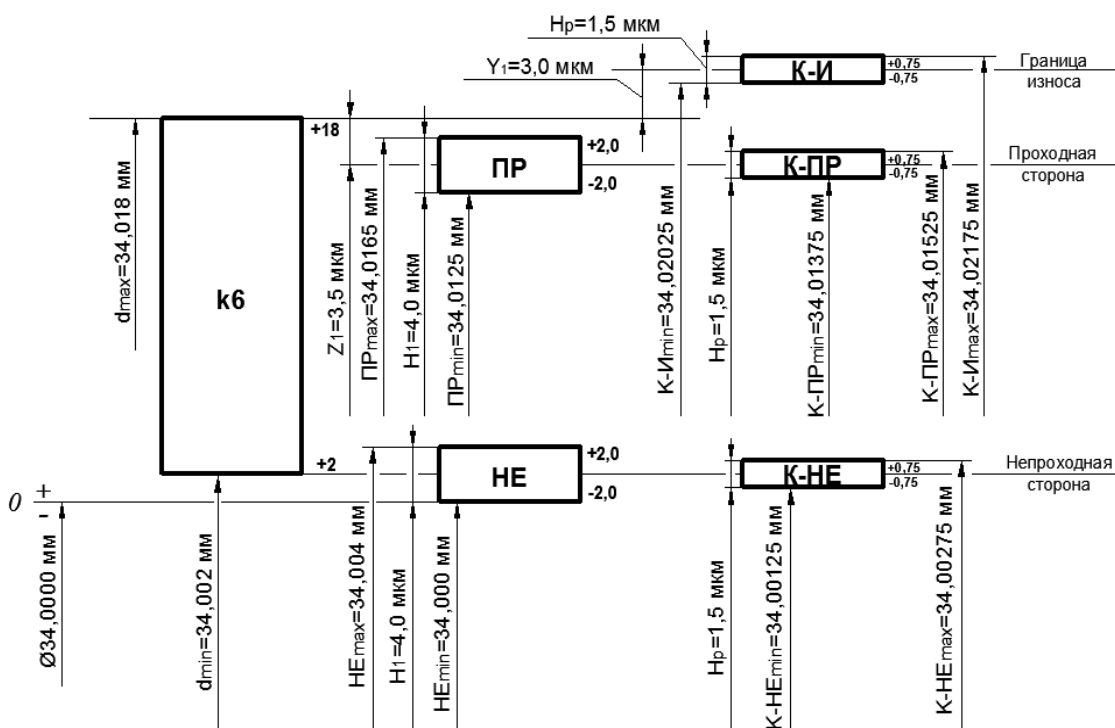 Hр=1,5 мкм
Y1=3,0 мкм
К-И
+0,75
-0,75
Граница
износа
+18
ПР
+2,0
-2,0
К-ПР
+0,75
-0,75
Проходная
сторона
k6
dmax=34,018 мм
Z1=3,5 мкм
ПРmax=34,0165 мм
H1=4,0 мкм
ПРmin=34,0125 мм
К-Иmin=34,02025 мм
Hр=1,5 мкм
К-ПРmin=34,01375 мм
К-ПРmax=34,01525 мм
К-Иmax=34,02175 мм
+2
НЕ
+2,0
-2,0
К-НЕ
+0,75
-0,75
Непроходная
сторона
0
+
-
Ø34,0000 мм
dmin=34,002 мм
НЕmax=34,004 мм
H1=4,0 мкм
НЕmin=34,000 мм
Hр=1,5 мкм
К-НЕmin=34,00125 мм
К-НЕmax=34,00275 мм